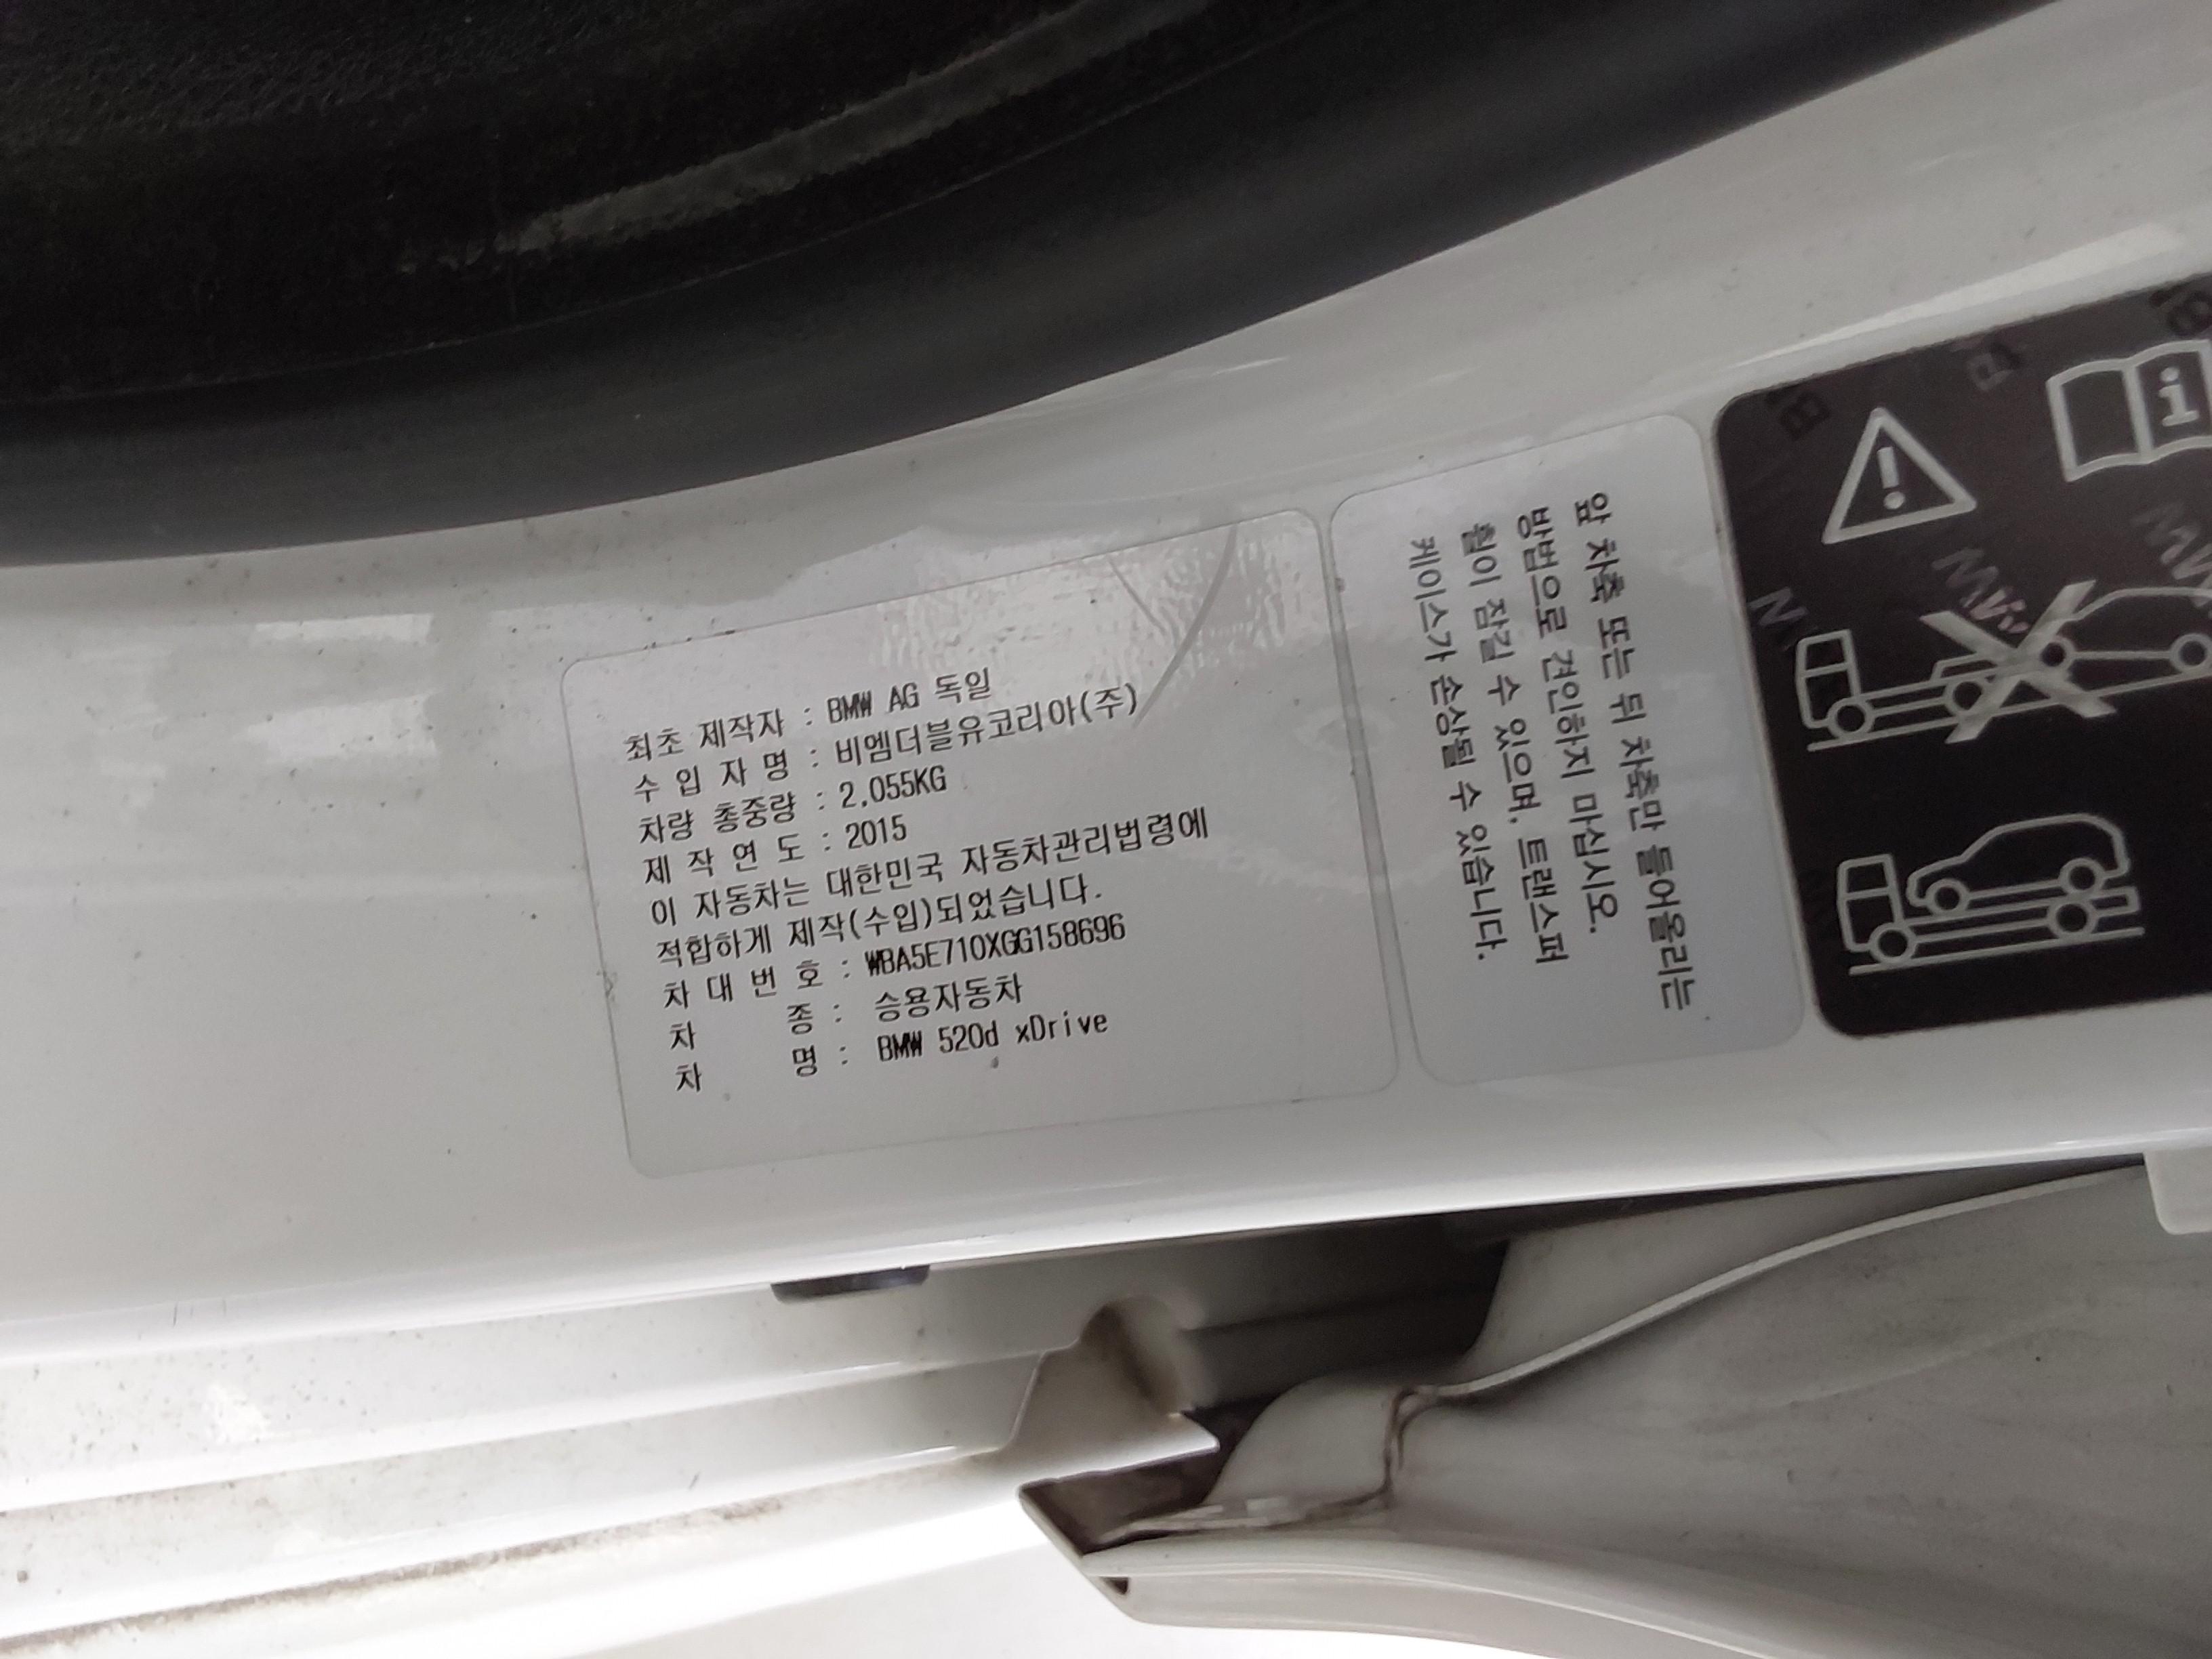 최초 제작자 : BMW AG 독일
수 입 자 명 : 비엠더블유코리아(주)
차량 총중량 : 2,055KG
제 작 연 도 : 2015
이 자동차는 대한민국 자동차관리법령에
적합하게 제작(수입)되었습니다.
차 대 번 호 : WBA5E710XGG158696
차 종 : 승용자동차
차 명 : BMW 520d xDrive
앞 차축 또는 뒤 차축만 들어올리는
방법으로 견인하지 마십시오.
휠이 잠길 수 있으며, 트랜스퍼
케이스가 손상될 수 있습니다.